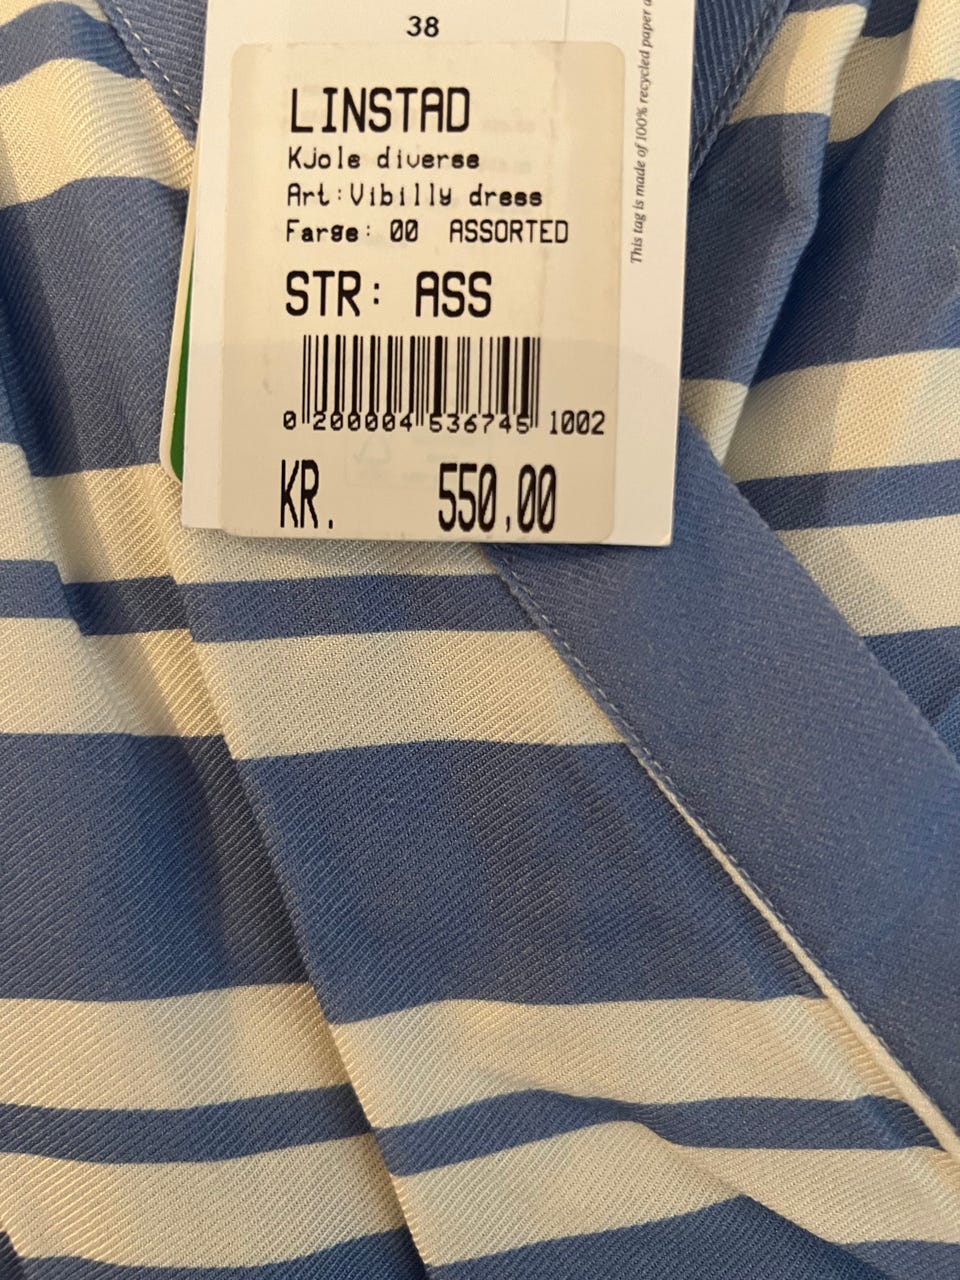 38
LINSTAD
Kjole diverse
Art:Vibilly dress
Farge: 00 ASSORTED
STR: ASS
0 200004 536745 1002
KR. 550,00
This tag is made of 100% recycled paper